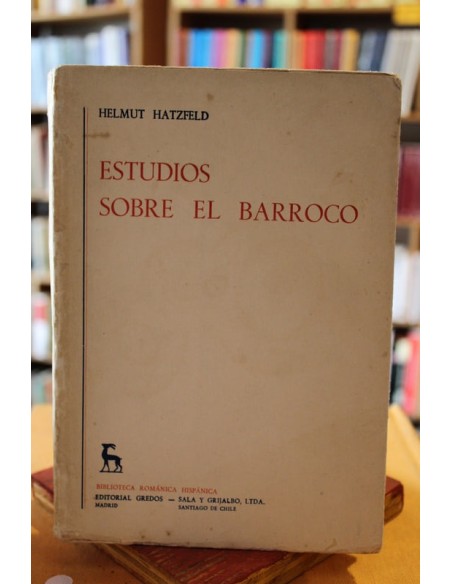 HELMUT HATZFELD
ESTUDIOS
SOBRE EL BARROCO
BIBLIOTECA ROMÁNICA HISPÁNICA
EDITORIAL GREDOS — SALA Y GRIJALBO, LTDA.
MADRID SANTIAGO DE CHILE